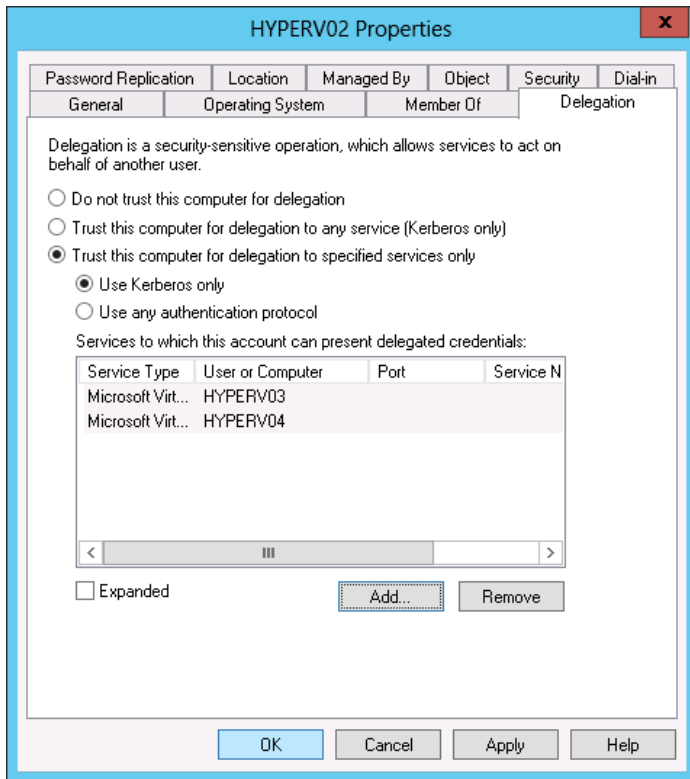 HYPERV02 Properties
x
Password Replication Location Managed By Object Security Dial-in
General Operating System Member Of Delegation
Delegation is a security-sensitive operation, which allows services to act on
behalf of another user.
Do not trust this computer for delegation
Trust this computer for delegation to any service (Kerberos only)
Trust this computer for delegation to specified services only
Use Kerberos only
Use any authentication protocol
Services to which this account can present delegated credentials:
Service Type User or Computer Port Service N
Microsoft Virt... HYPERV03
Microsoft Virt... HYPERV04
Expanded Add... Remove
OK Cancel Apply Help